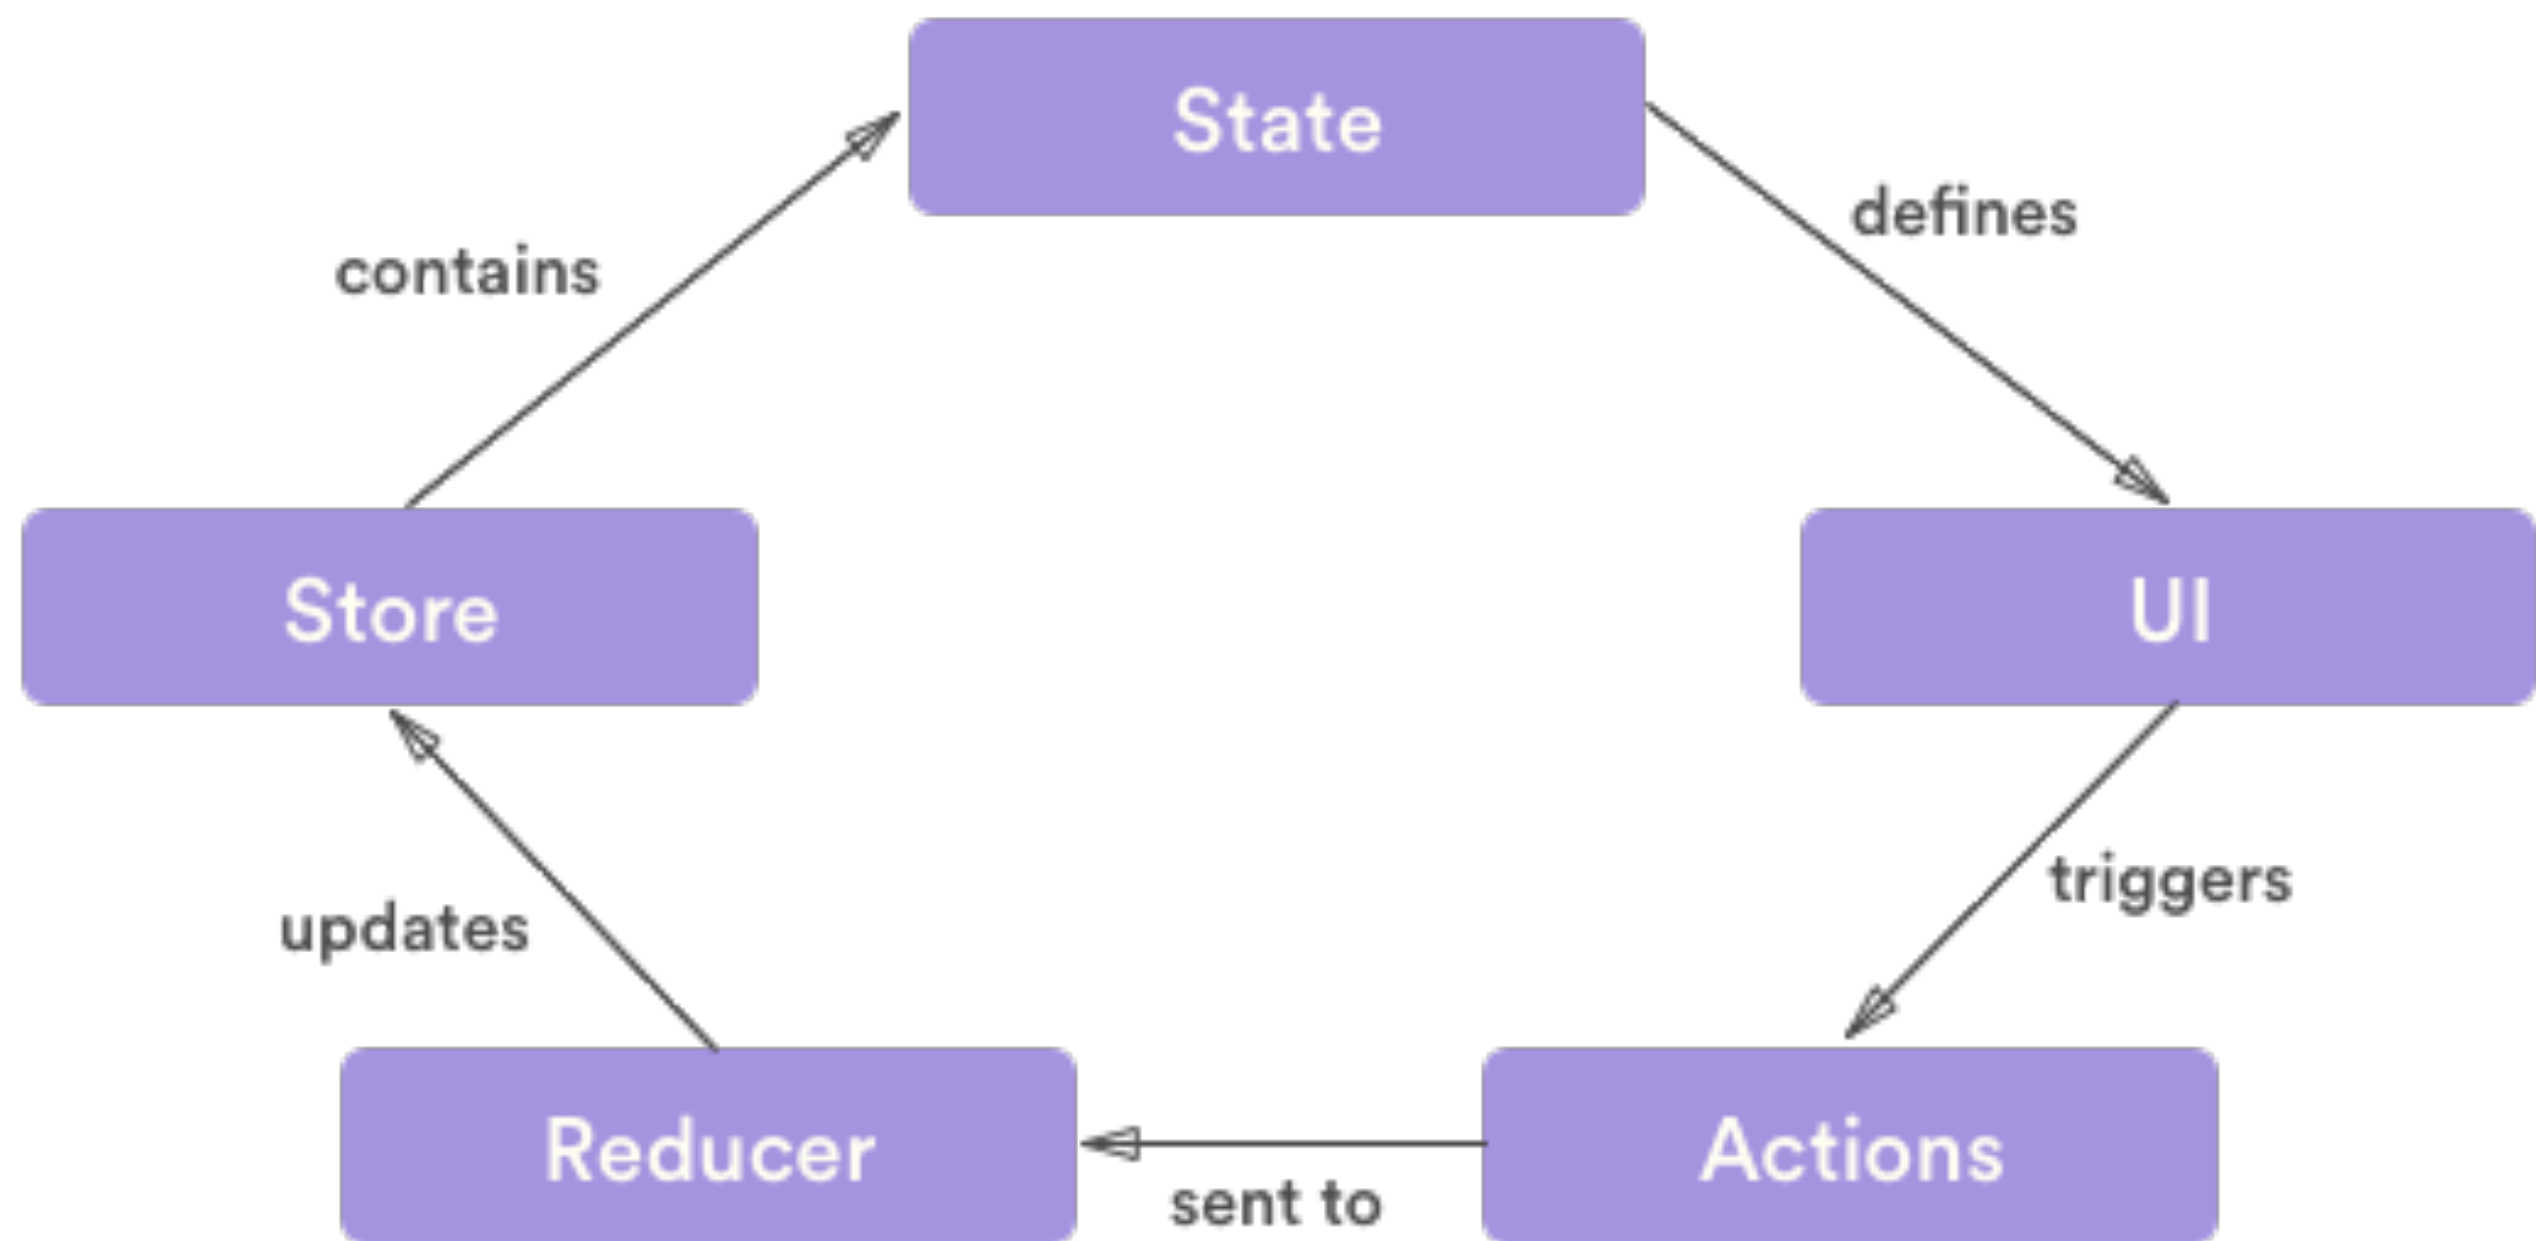 State
defines
contains
Store
UI
triggers
updates
Reducer
Actions
sent to